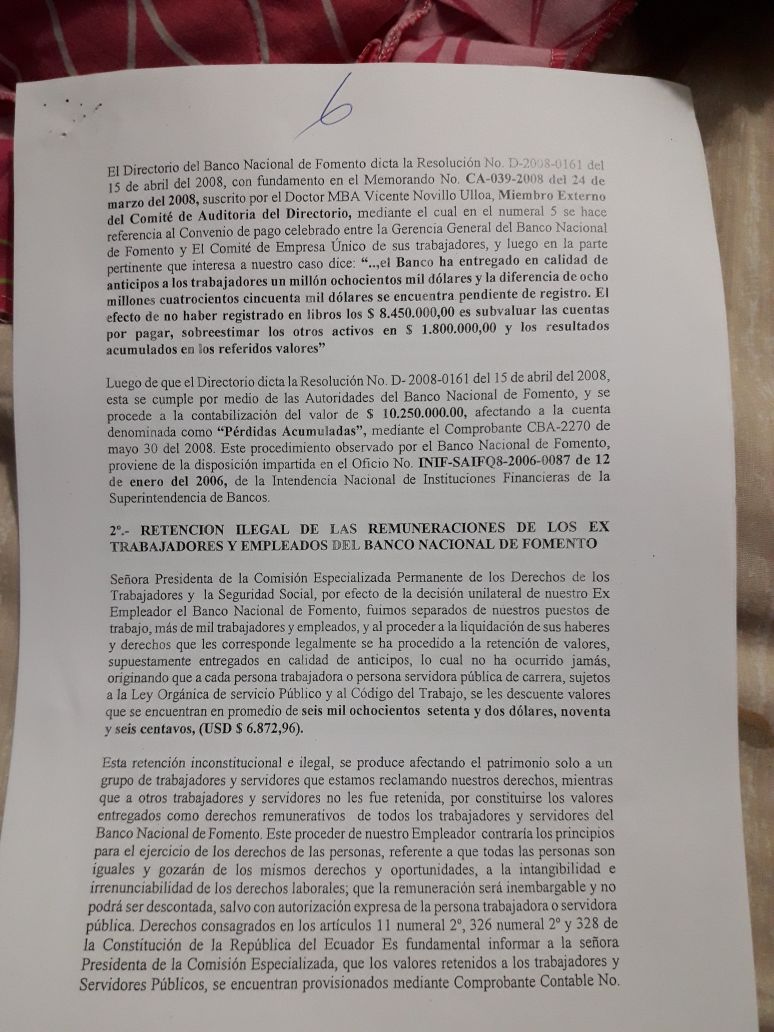 6
El Directorio del Banco Nacional de Fomento dicta la Resolución No. D-2008-0161 del
15 de abril del 2008, con fundamento en el Memorando No. CA-039-2008 del 24 de
marzo del 2008, suscrito por el Doctor MBA Vicente Novillo Ulloa, Miembro Externo
del Comité de Auditoria del Directorio, mediante el cual en el numeral 5 se hace
referencia al Convenio de pago celebrado entre la Gerencia General del Banco Nacional
de Fomento y El Comité de Empresa Único de sus trabajadores, y luego en la parte
pertinente que interesa a nuestro caso dice: “..,el Banco ha entregado en calidad de
anticipos a los trabajadores un millón ochocientos mil dólares y la diferencia de ocho
millones cuatrocientos cincuenta mil dólares se encuentra pendiente de registro. El
efecto de no haber registrado en libros los $ 8.450.000,00 es subvaluar las cuentas
por pagar, sobreestimar los otros activos en $ 1.800.000,00 y los resultados
acumulados en los referidos valores”
Luego de que el Directorio dicta la Resolución No. D- 2008-0161 del 15 de abril del 2008,
esta se cumple por medio de las Autoridades del Banco Nacional de Fomento, y se
procede a la contabilización del valor de $ 10.250.000.00, afectando a la cuenta
denominada como “Pérdidas Acumuladas”, mediante el Comprobante CBA-2270 de
mayo 30 del 2008. Este procedimiento observado por el Banco Nacional de Fomento,
proviene de la disposición impartida en el Oficio No. INIF-SAIFQ8-2006-0087 de 12
de enero del 2006, de la Intendencia Nacional de Instituciones Financieras de la
Superintendencia de Bancos.
2º.- RETENCION ILEGAL DE LAS REMUNERACIONES DE LOS EX
TRABAJADORES Y EMPLEADOS DEL BANCO NACIONAL DE FOMENTO
Señora Presidenta de la Comisión Especializada Permanente de los Derechos de los
Trabajadores y la Seguridad Social, por efecto de la decisión unilateral de nuestro Ex
Empleador el Banco Nacional de Fomento, fuimos separados de nuestros puestos de
trabajo, más de mil trabajadores y empleados, y al proceder a la liquidación de sus haberes
y derechos que les corresponde legalmente se ha procedido a la retención de valores,
supuestamente entregados en calidad de anticipos, lo cual no ha ocurrido jamás,
originando que a cada persona trabajadora o persona servidora pública de carrera, sujetos
a la Ley Orgánica de servicio Público y al Código del Trabajo, se les descuente valores
que se encuentran en promedio de seis mil ochocientos setenta y dos dólares, noventa
y seis centavos, (USD $ 6.872,96).
Esta retención inconstitucional e ilegal, se produce afectando el patrimonio solo a un
grupo de trabajadores y servidores que estamos reclamando nuestros derechos, mientras
que a otros trabajadores y servidores no les fue retenida, por constituirse los valores
entregados como derechos remunerativos de todos los trabajadores y servidores del
Banco Nacional de Fomento. Este proceder de nuestro Empleador contraría los principios
para el ejercicio de los derechos de las personas, referente a que todas las personas son
iguales y gozarán de los mismos derechos y oportunidades, a la intangibilidad e
irrenunciabilidad de los derechos laborales; que la remuneración será inembargable y no
podrá ser descontada, salvo con autorización expresa de la persona trabajadora o servidora
pública. Derechos consagrados en los artículos 11 numeral 2º, 326 numeral 2º y 328 de
la Constitución de la República del Ecuador Es fundamental informar a la señora
Presidenta de la Comisión Especializada, que los valores retenidos a los trabajadores y
Servidores Públicos, se encuentran provisionados mediante Comprobante Contable No.